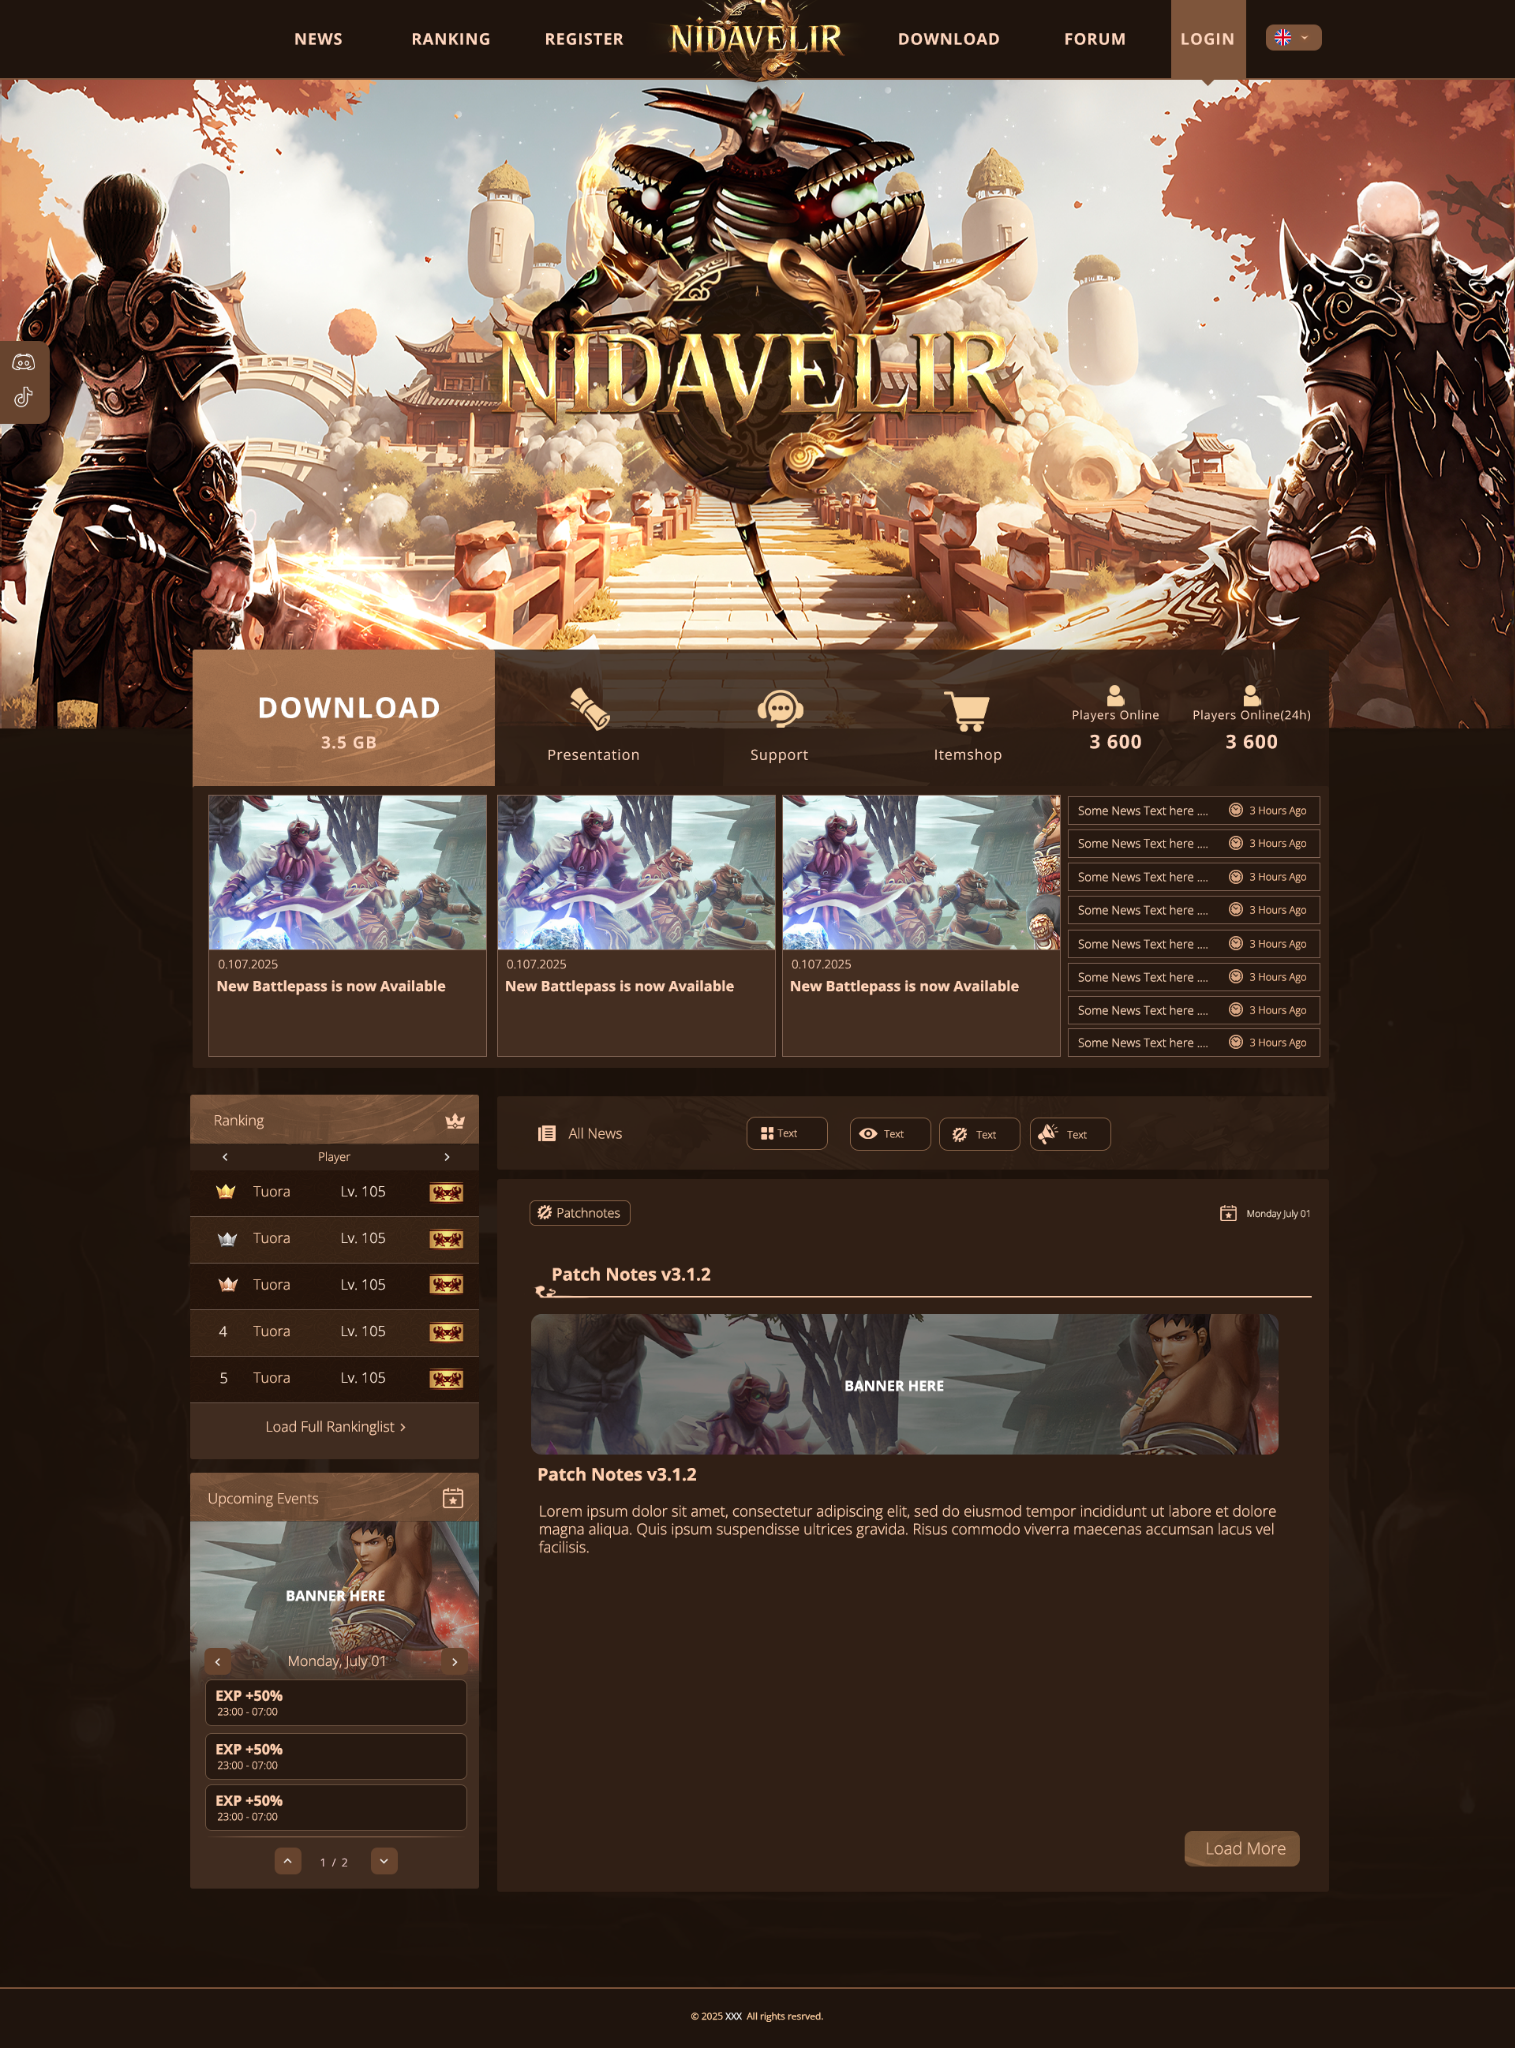 NEWS RANKING REGISTER NIDAVELIR DOWNLOAD FORUM LOGIN
NIDAVELIR
DOWNLOAD
3.5 GB
Presentation
Support
Itemshop
Players Online
3 600
Players Online(24h)
3 600
0.107.2025
New Battlepass is now Available
0.107.2025
New Battlepass is now Available
0.107.2025
New Battlepass is now Available
Some News Text here .... 3 Hours Ago
Some News Text here .... 3 Hours Ago
Some News Text here .... 3 Hours Ago
Some News Text here .... 3 Hours Ago
Some News Text here .... 3 Hours Ago
Some News Text here .... 3 Hours Ago
Some News Text here .... 3 Hours Ago
Some News Text here .... 3 Hours Ago
Ranking
Player
Tuora Lv. 105
Tuora Lv. 105
Tuora Lv. 105
4 Tuora Lv. 105
5 Tuora Lv. 105
Load Full Rankinglist >
Upcoming Events
BANNER HERE
Monday, July 01
EXP +50%
23:00 - 07:00
EXP +50%
23:00 - 07:00
EXP +50%
23:00 - 07:00
1 / 2
All News Text Text Text Text
Patchnotes Monday July 01
Patch Notes v3.1.2
BANNER HERE
Patch Notes v3.1.2
Lorem ipsum dolor sit amet, consectetur adipiscing elit, sed do eiusmod tempor incididunt ut labore et dolore
magna aliqua. Quis ipsum suspendisse ultrices gravida. Risus commodo viverra maecenas accumsan lacus vel
facilisis.
Load More
© 2025 XXX All rights resrved.